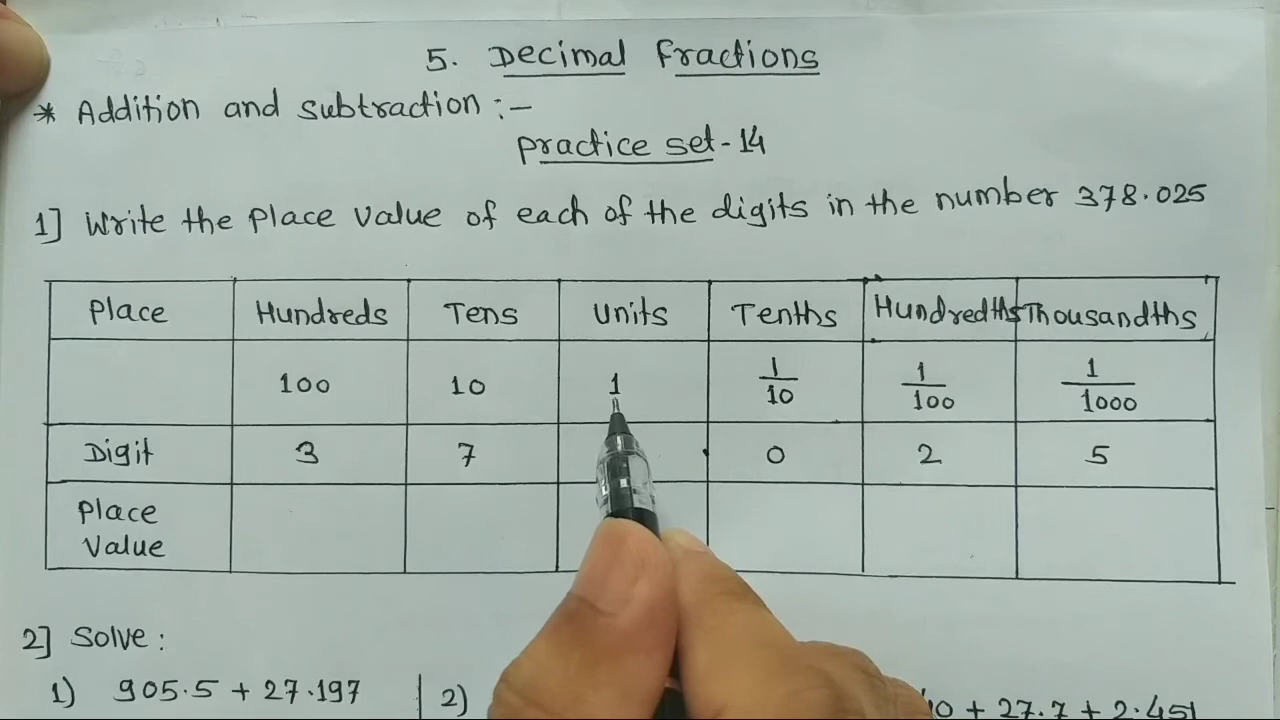 5. Decimal Fractions
* Addition and subtraction :-
Practice set - 14
1] Write the place value of each of the digits in the number 378.025
Place Hundreds Tens Units Tenths Hundredths Thousandths
100 10 1 1/10 1/100 1/1000
Digit 3 7 . 0 2 5
Place Value
2] Solve :
1) 905.5 + 27.197 | 2) 0 + 27.7 + 2.451